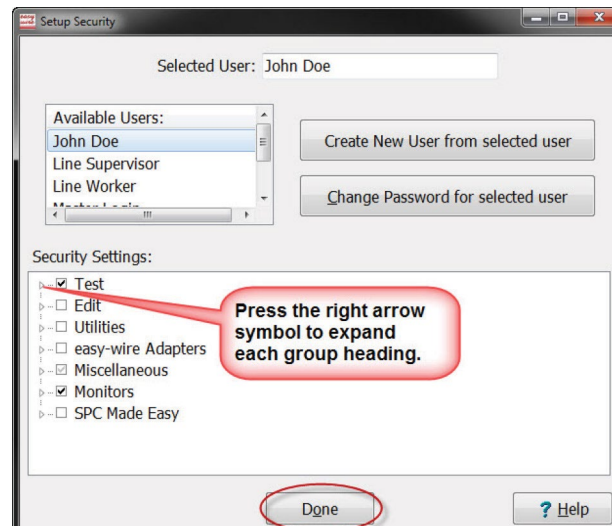 Setup Security
Selected User: John Doe
Available Users:
John Doe
Line Supervisor
Line Worker
Create New User from selected user
Change Password for selected user
Security Settings:
Test
Edit
Utilities
easy-wire Adapters
Miscellaneous
Monitors
SPC Made Easy
Press the right arrow
symbol to expand
each group heading.
Done
? Help